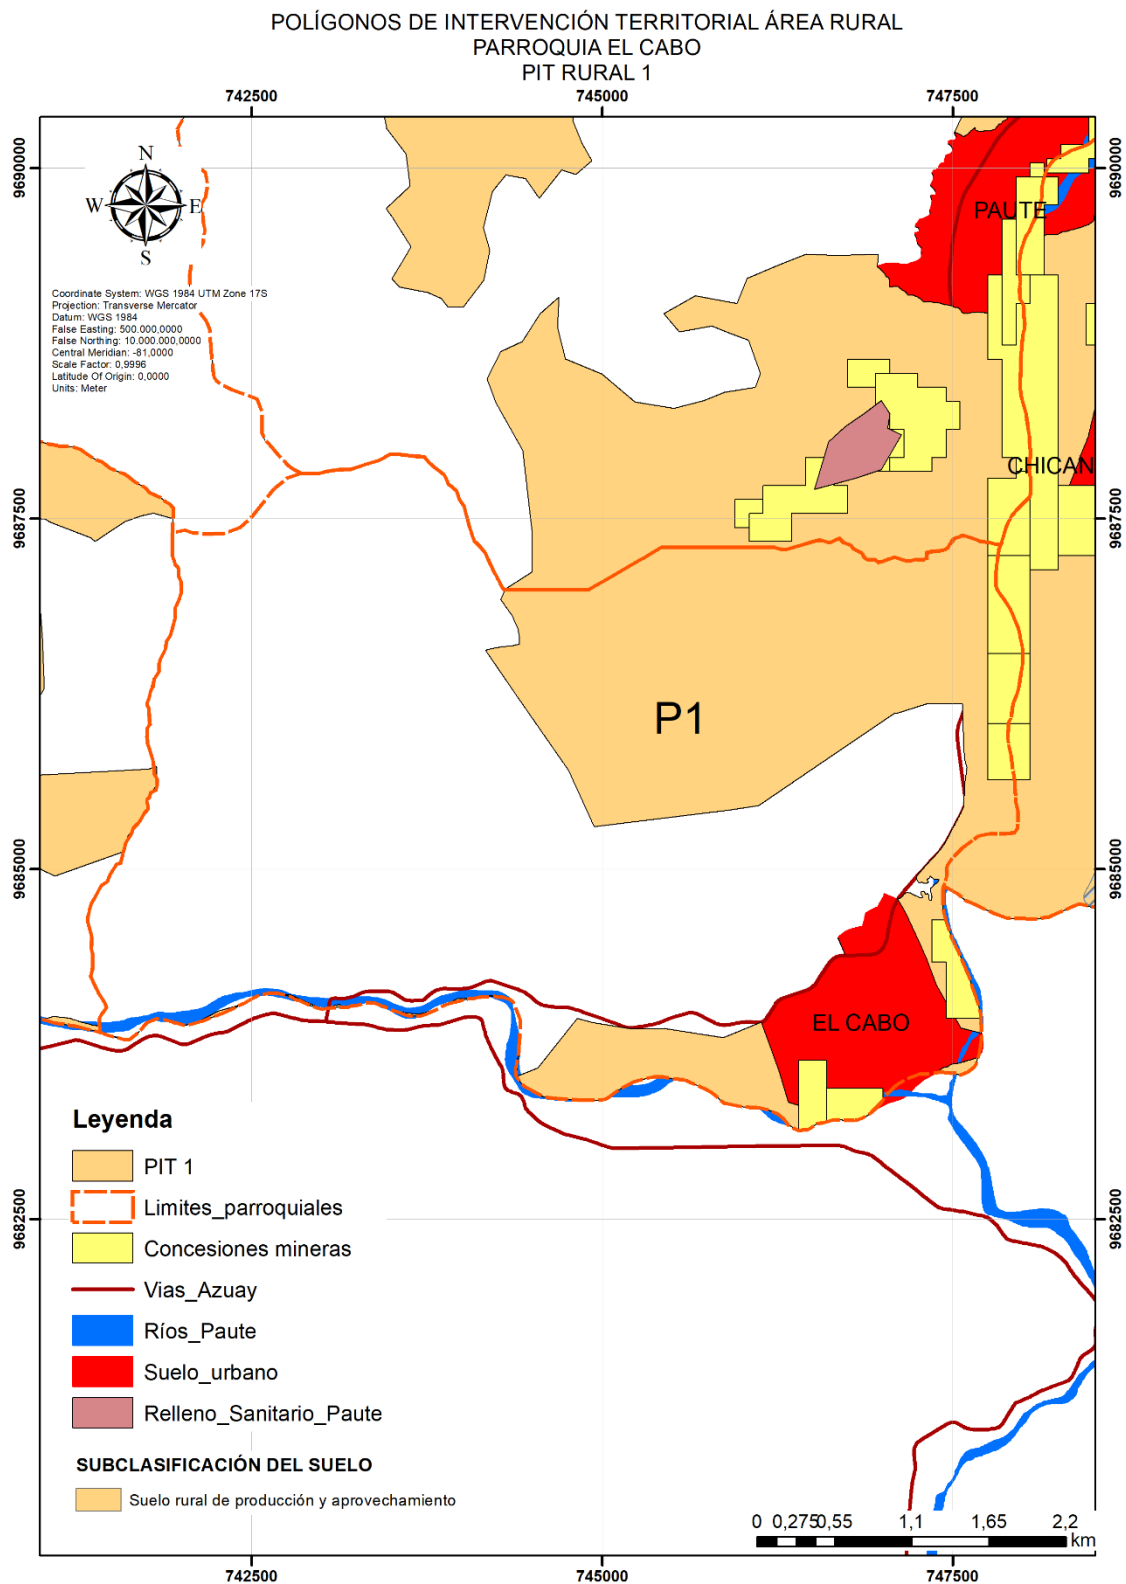 POLÍGONOS DE INTERVENCIÓN TERRITORIAL ÁREA RURAL
PARROQUIA EL CABO
PIT RURAL 1
742500 745000 747500
9690000 9690000
N
W E
S
PAUTE
Coordinate System: WGS 1984 UTM Zone 17S
Projection: Transverse Mercator
Datum: WGS 1984
False Easting: 500.000,0000
False Northing: 10.000.000,0000
Central Meridian: -81,0000
Scale Factor: 0,9996
Latitude Of Origin: 0,0000
Units: Meter
CHICAN
9687500 9687500
P1
9685000 9685000
EL CABO
Leyenda
PIT 1
Limites_parroquiales
Concesiones mineras
Vias_Azuay
Ríos_Paute
Suelo_urbano
Relleno_Sanitario_Paute
9682500 9682500
SUBCLASIFICACIÓN DEL SUELO
Suelo rural de producción y aprovechamiento
0 0,275 0,55 1,1 1,65 2,2
km
742500 745000 747500